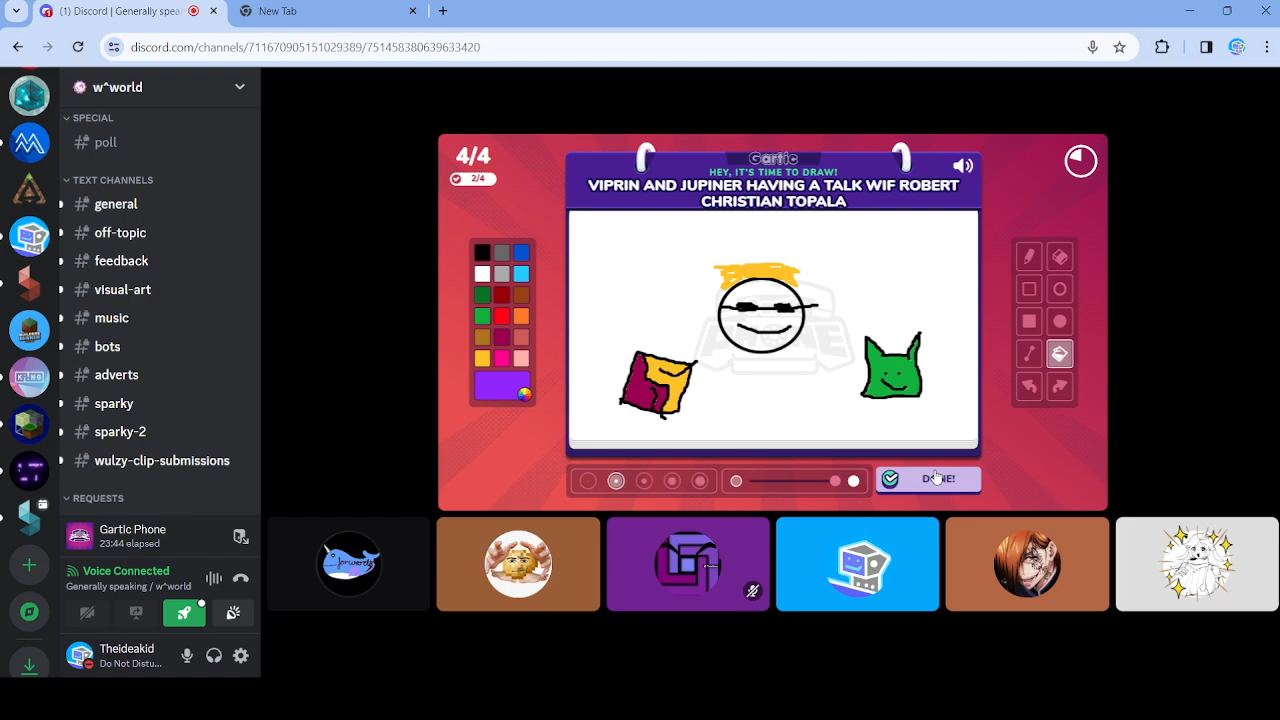 (1) Discord | Generally spea
New Tab
discord.com/channels/711670905151029389/751458380639633420
w^world
SPECIAL
poll
TEXT CHANNELS
general
off-topic
feedback
visual-art
music
bots
adverts
sparky
sparky-2
wulzy-clip-submissions
REQUESTS
Gartic Phone
23:44 elapsed
Voice Connected
Generally speaking / w^world
Theideakid
Do Not Distu...
4/4
2/4
Gartic
HEY, IT'S TIME TO DRAW!
VIPRIN AND JUPINER HAVING A TALK WIF ROBERT
CHRISTIAN TOPALA
PHONE
DONE!
KING